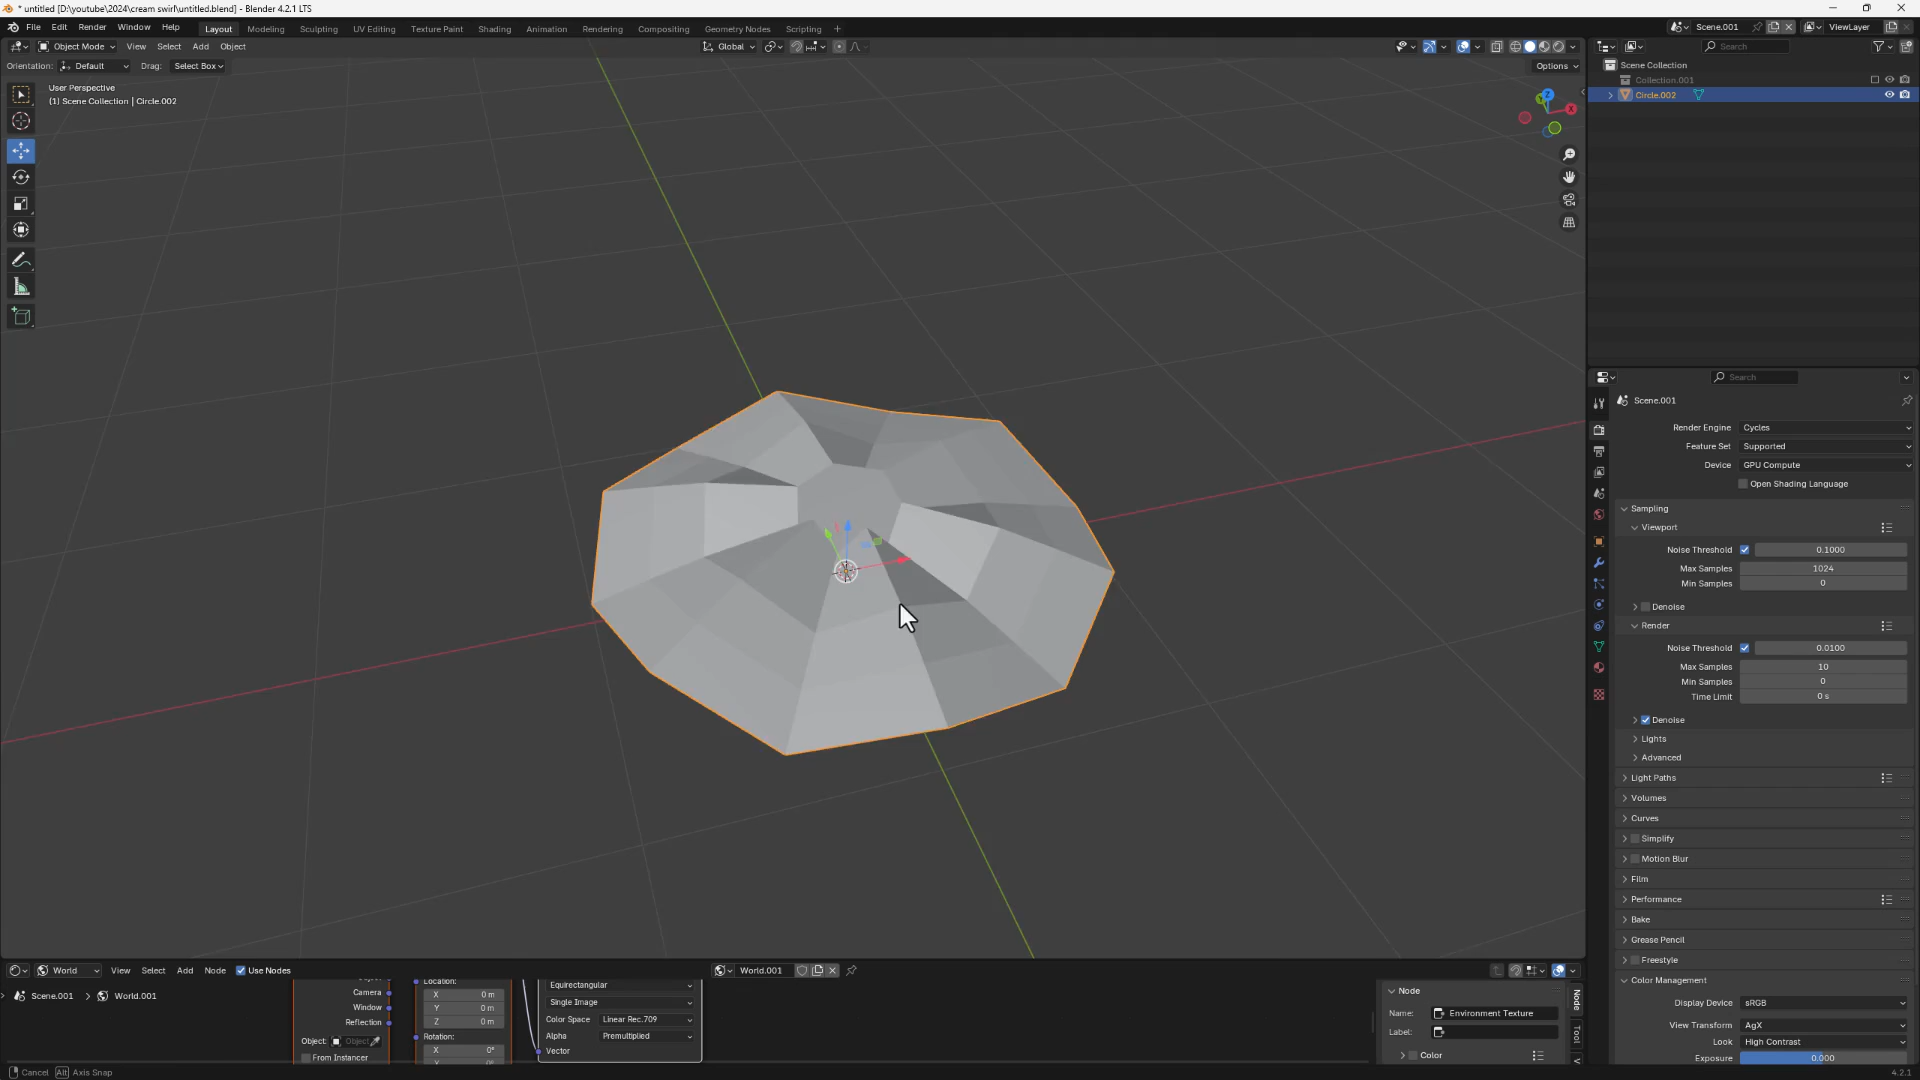 * untitled [D:\youtube\2024\cream swirl\untitled.blend] - Blender 4.2.1 LTS
File Edit Render Window Help
Layout Modeling Sculpting UV Editing Texture Paint Shading Animation Rendering Compositing Geometry Nodes Scripting +
Scene.001
ViewLayer
Object Mode View Select Add Object
Global
Search
Orientation: Default Drag: Select Box
Options
User Perspective
(1) Scene Collection | Circle.002
Scene Collection
Collection.001
Circle.002
Z
X
Y
Search
Scene.001
Render Engine Cycles
Feature Set Supported
Device GPU Compute
Open Shading Language
Sampling
Viewport
Noise Threshold 0.1000
Max Samples 1024
Min Samples 0
Denoise
Render
Noise Threshold 0.0100
Max Samples 10
Min Samples 0
Time Limit 0 s
Denoise
Lights
Advanced
Light Paths
Volumes
Curves
Simplify
Motion Blur
Film
Performance
Bake
Grease Pencil
Freestyle
Color Management
Display Device sRGB
View Transform AgX
Look High Contrast
Exposure 0.000
World View Select Add Node Use Nodes
World.001
Scene.001 > World.001
Camera
Window
Reflection
Object: Object
From Instancer
Location:
X 0 m
Y 0 m
Z 0 m
Rotation:
X 0°
Equirectangular
Single Image
Color Space Linear Rec.709
Alpha Premultiplied
Vector
Node
Name: Environment Texture
Label:
Color
Node
Tool
Cancel Alt Axis Snap
4.2.1